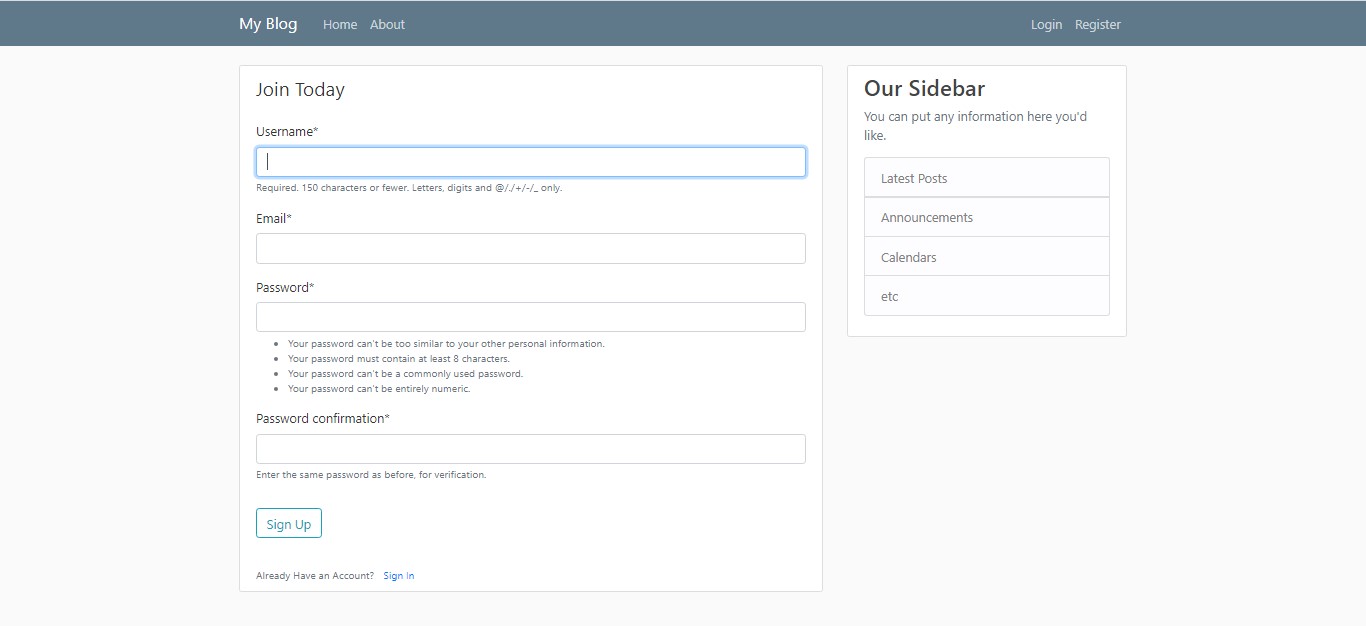 My Blog Home About Login Register
Join Today
Username*
Required. 150 characters or fewer. Letters, digits and @/./+/-/_ only.
Email*
Password*
Your password can't be too similar to your other personal information.
Your password must contain at least 8 characters.
Your password can't be a commonly used password.
Your password can't be entirely numeric.
Password confirmation*
Enter the same password as before, for verification.
Sign Up
Already Have an Account? Sign In
Our Sidebar
You can put any information here you'd
like.
Latest Posts
Announcements
Calendars
etc